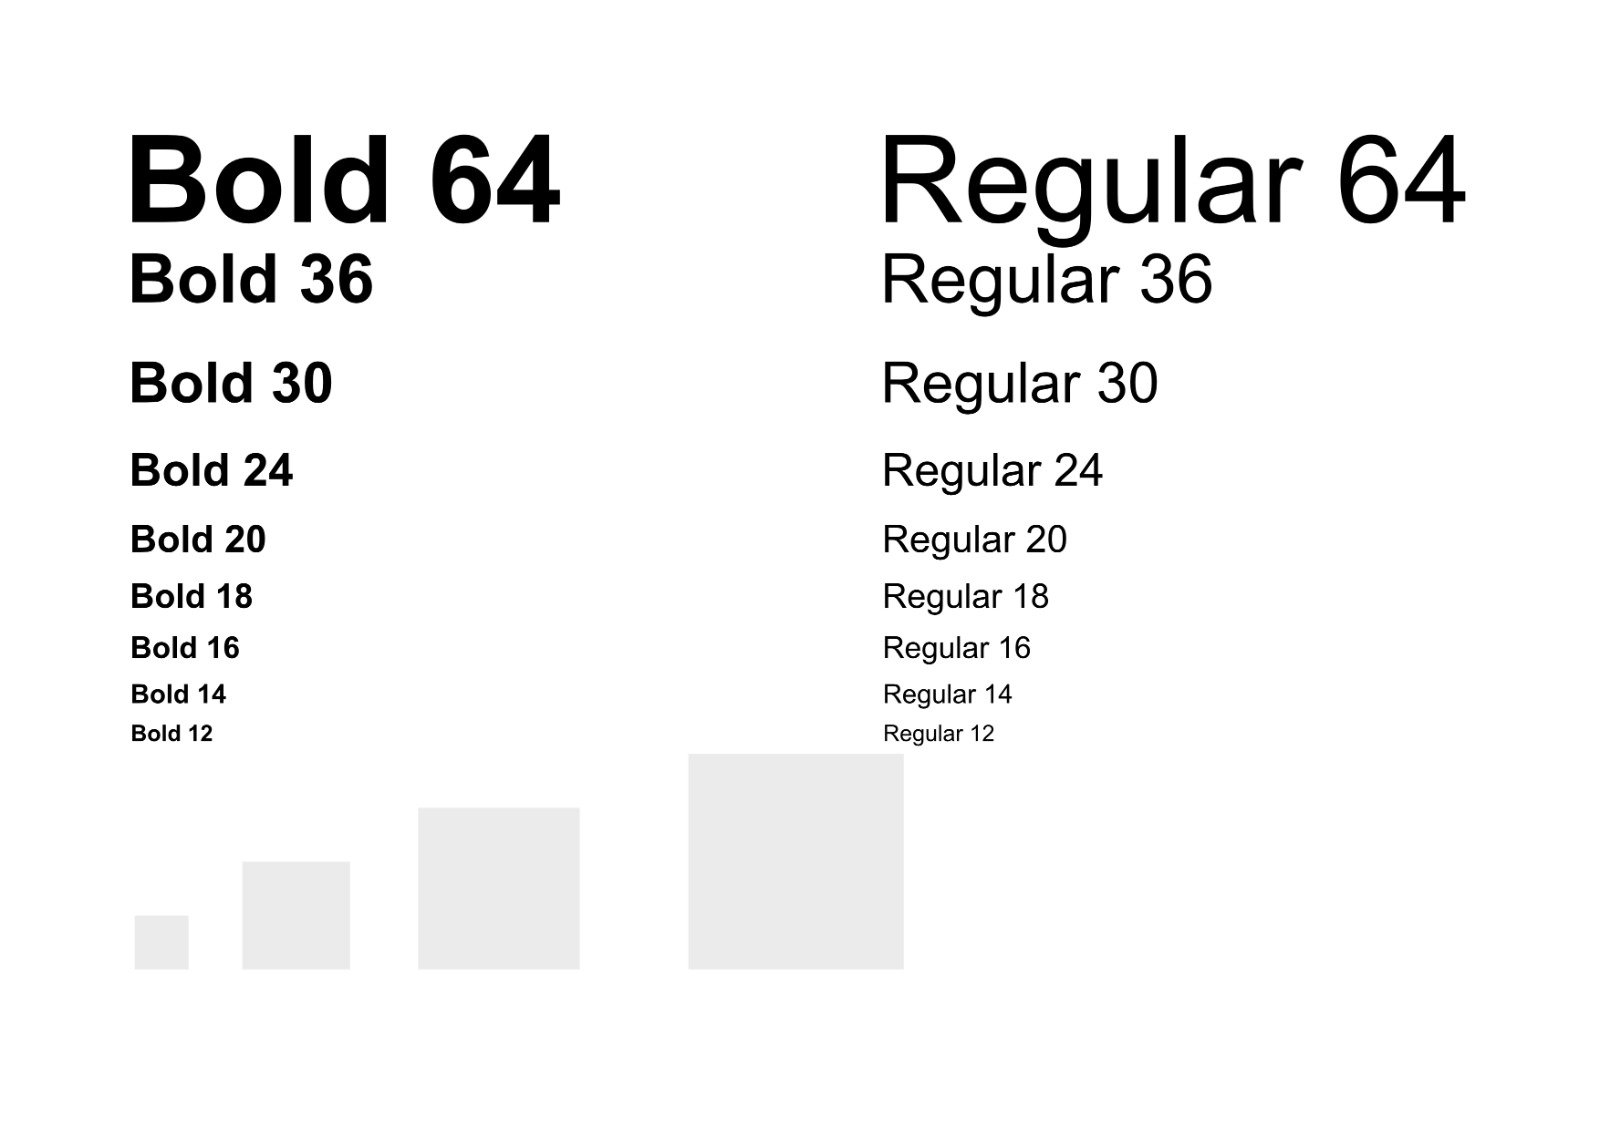 Bold 64
Bold 36
Bold 30
Bold 24
Bold 20
Bold 18
Bold 16
Bold 14
Bold 12
Regular 64
Regular 36
Regular 30
Regular 24
Regular 20
Regular 18
Regular 16
Regular 14
Regular 12